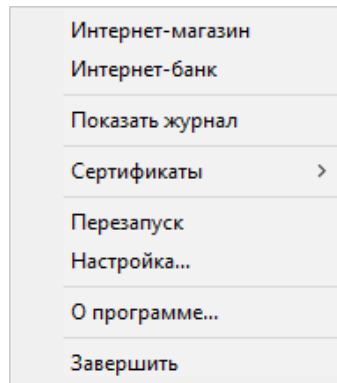 Интернет-магазин
Интернет-банк
Показать журнал
Сертификаты
Перезапуск
Настройка...
О программе...
Завершить